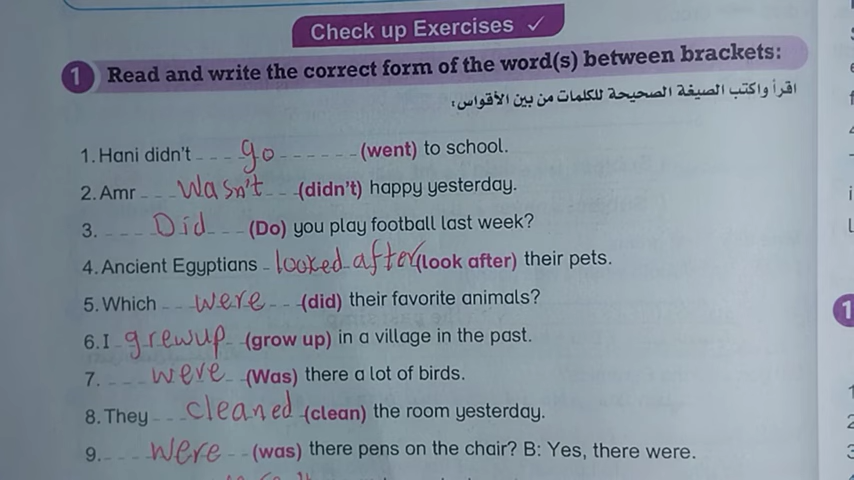 Check up Exercises ✓
1 Read and write the correct form of the word(s) between brackets:
اقرأ واكتب الصيغة الصحيحة للكلمات من بين الأقواس:
1. Hani didn't go (went) to school.
2. Amr wasn't (didn't) happy yesterday.
3. Did (Do) you play football last week?
4. Ancient Egyptians looked after (look after) their pets.
5. Which were (did) their favorite animals?
6. I grewup (grow up) in a village in the past.
7. were (Was) there a lot of birds.
8. They cleaned (clean) the room yesterday.
9. were (was) there pens on the chair? B: Yes, there were.
1